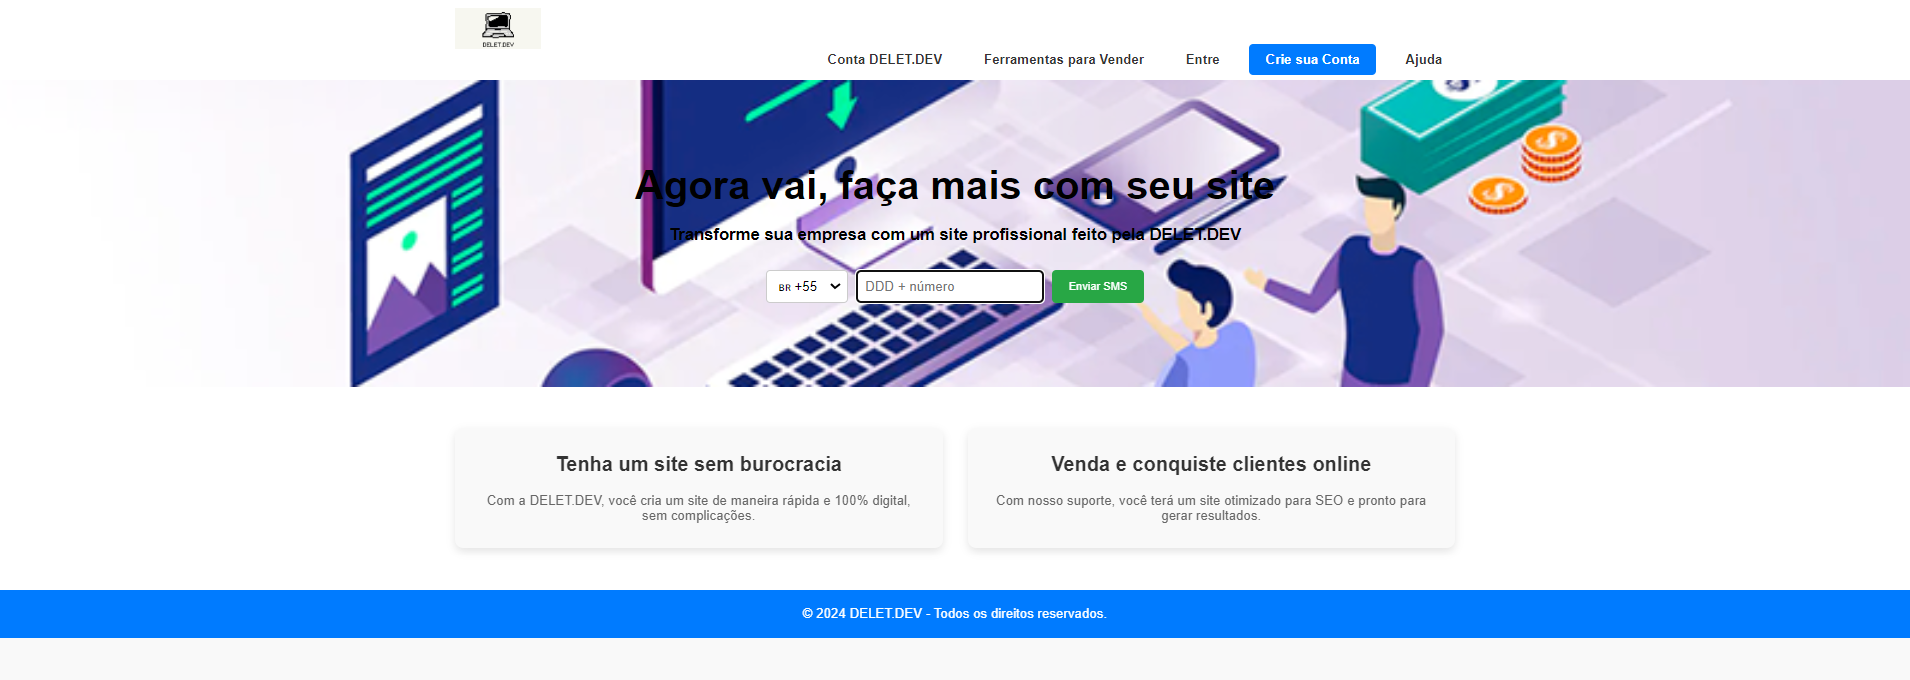 DELET.DEV
Conta DELET.DEV
Ferramentas para Vender
Entre
Crie sua Conta
Ajuda
Agora vai, faça mais com seu site
Transforme sua empresa com um site profissional feito pela DELET.DEV
BR +55
DDD + número
Enviar SMS
Tenha um site sem burocracia
Com a DELET.DEV, você cria um site de maneira rápida e 100% digital,
sem complicações.
Venda e conquiste clientes online
Com nosso suporte, você terá um site otimizado para SEO e pronto para
gerar resultados.
© 2024 DELET.DEV - Todos os direitos reservados.